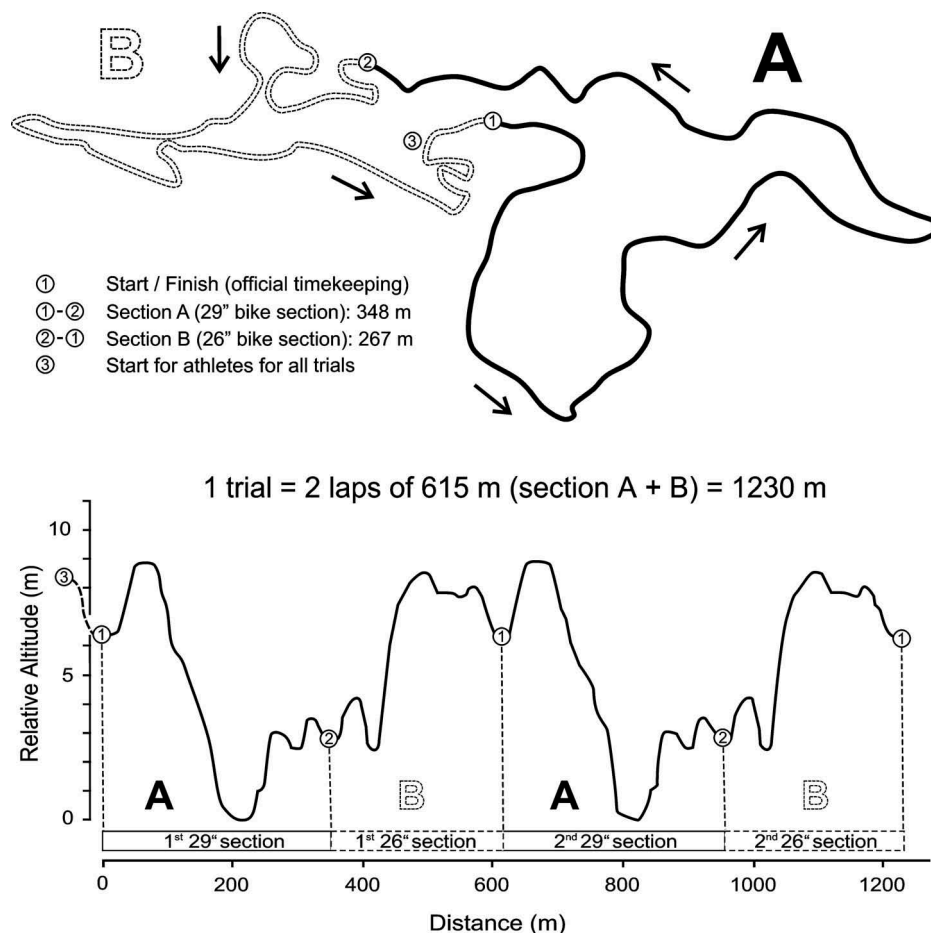 B
A
②
①
③
① Start / Finish (official timekeeping)
①-② Section A (29” bike section): 348 m
②-① Section B (26” bike section): 267 m
③ Start for athletes for all trials
1 trial = 2 laps of 615 m (section A + B) = 1230 m
Relative Altitude (m)
10
5
0
③
①
②
①
②
①
A
B
A
B
1st 29“ section
1st 26“ section
2nd 29“ section
2nd 26“ section
0 200 400 600 800 1000 1200
Distance (m)